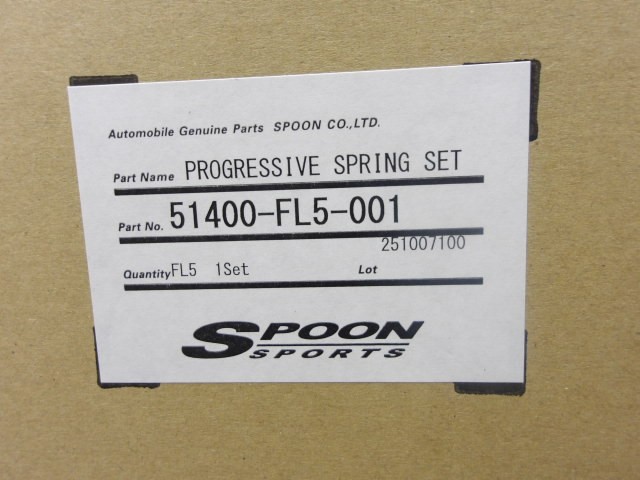 Automobile Genuine Parts SPOON CO.,LTD.
Part Name PROGRESSIVE SPRING SET
Part No. 51400-FL5-001
251007100
Quantity FL5 1Set Lot
SPOON
SPORTS